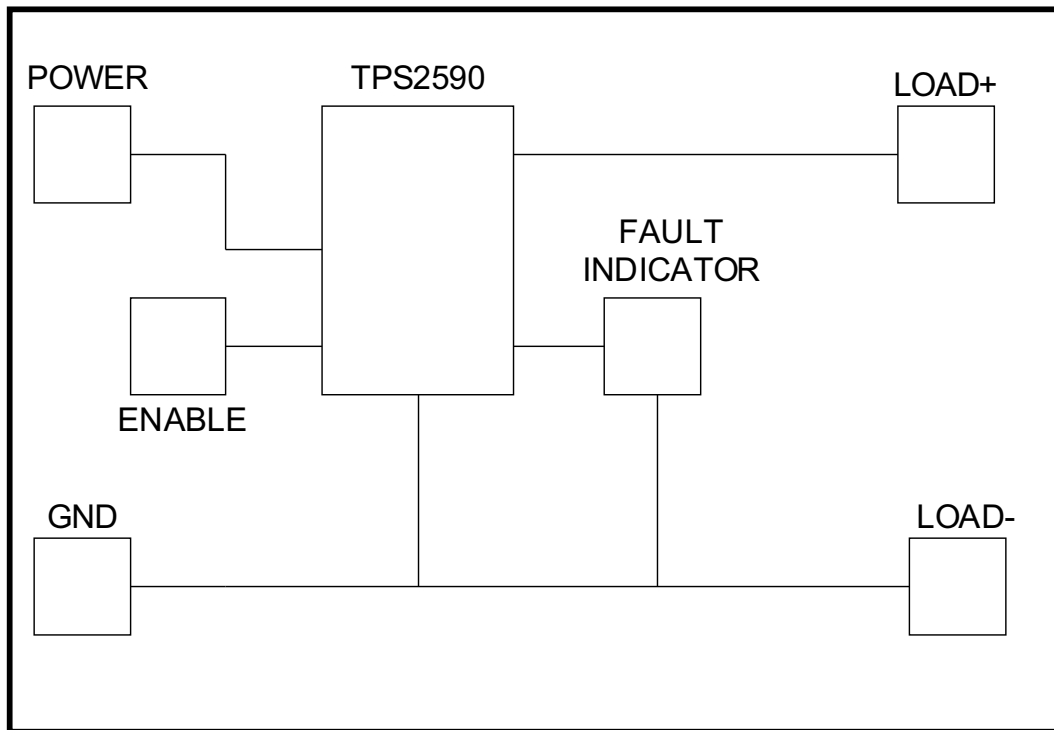 POWER
TPS2590
LOAD+
FAULT
INDICATOR
ENABLE
GND
LOAD-